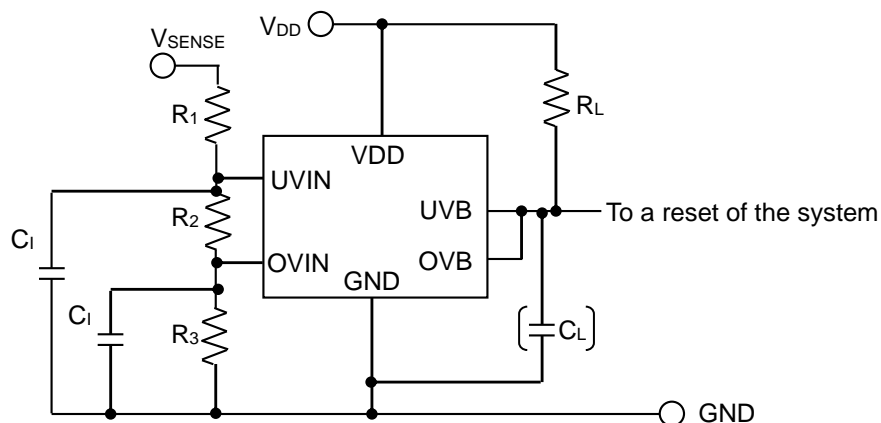 VDD
VSENSE
R1
RL
VDD
UVIN
R2
UVB
To a reset of the system
CI
OVIN
OVB
GND
CI
R3
CL
GND